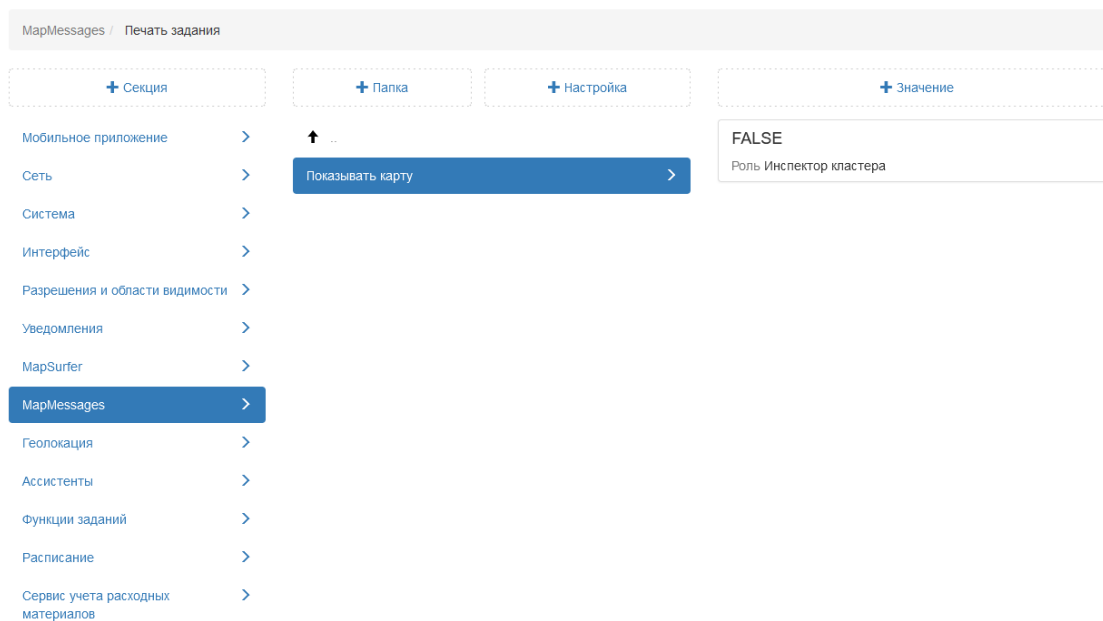 MapMessages / Печать задания
Секция
Папка
Настройка
Значение
Мобильное приложение
Сеть
Система
Интерфейс
Разрешения и области видимости
Уведомления
MapSurfer
MapMessages
Геолокация
Ассистенты
Функции заданий
Расписание
Сервис учета расходных
материалов
..
Показывать карту
FALSE
Роль Инспектор кластера